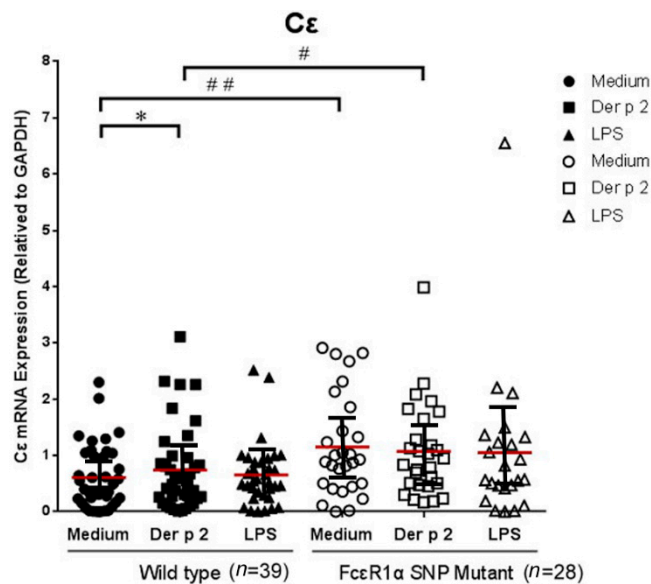 Cε
# 
# #
*
8
7
6
5
4
3
2
1
0
Cε mRNA Expression (Relatived to GAPDH)
Medium
Der p 2
LPS
Medium
Der p 2
LPS
Medium Der p 2 LPS Medium Der p 2 LPS
Wild type (n=39) FcεR1α SNP Mutant (n=28)